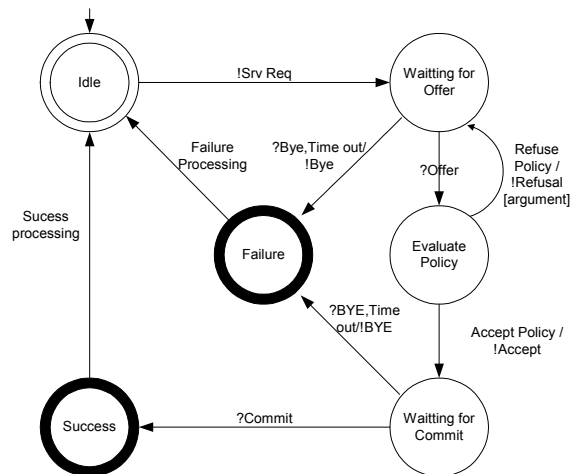 Idle
!Srv Req
Waitting for
Offer
Failure
Processing
?Bye,Time out/
!Bye
?Offer
Refuse
Policy /
!Refusal
[argument]
Sucess
processing
Failure
Evaluate
Policy
?BYE,Time
out/!BYE
Accept Policy /
!Accept
Success
?Commit
Waitting for
Commit